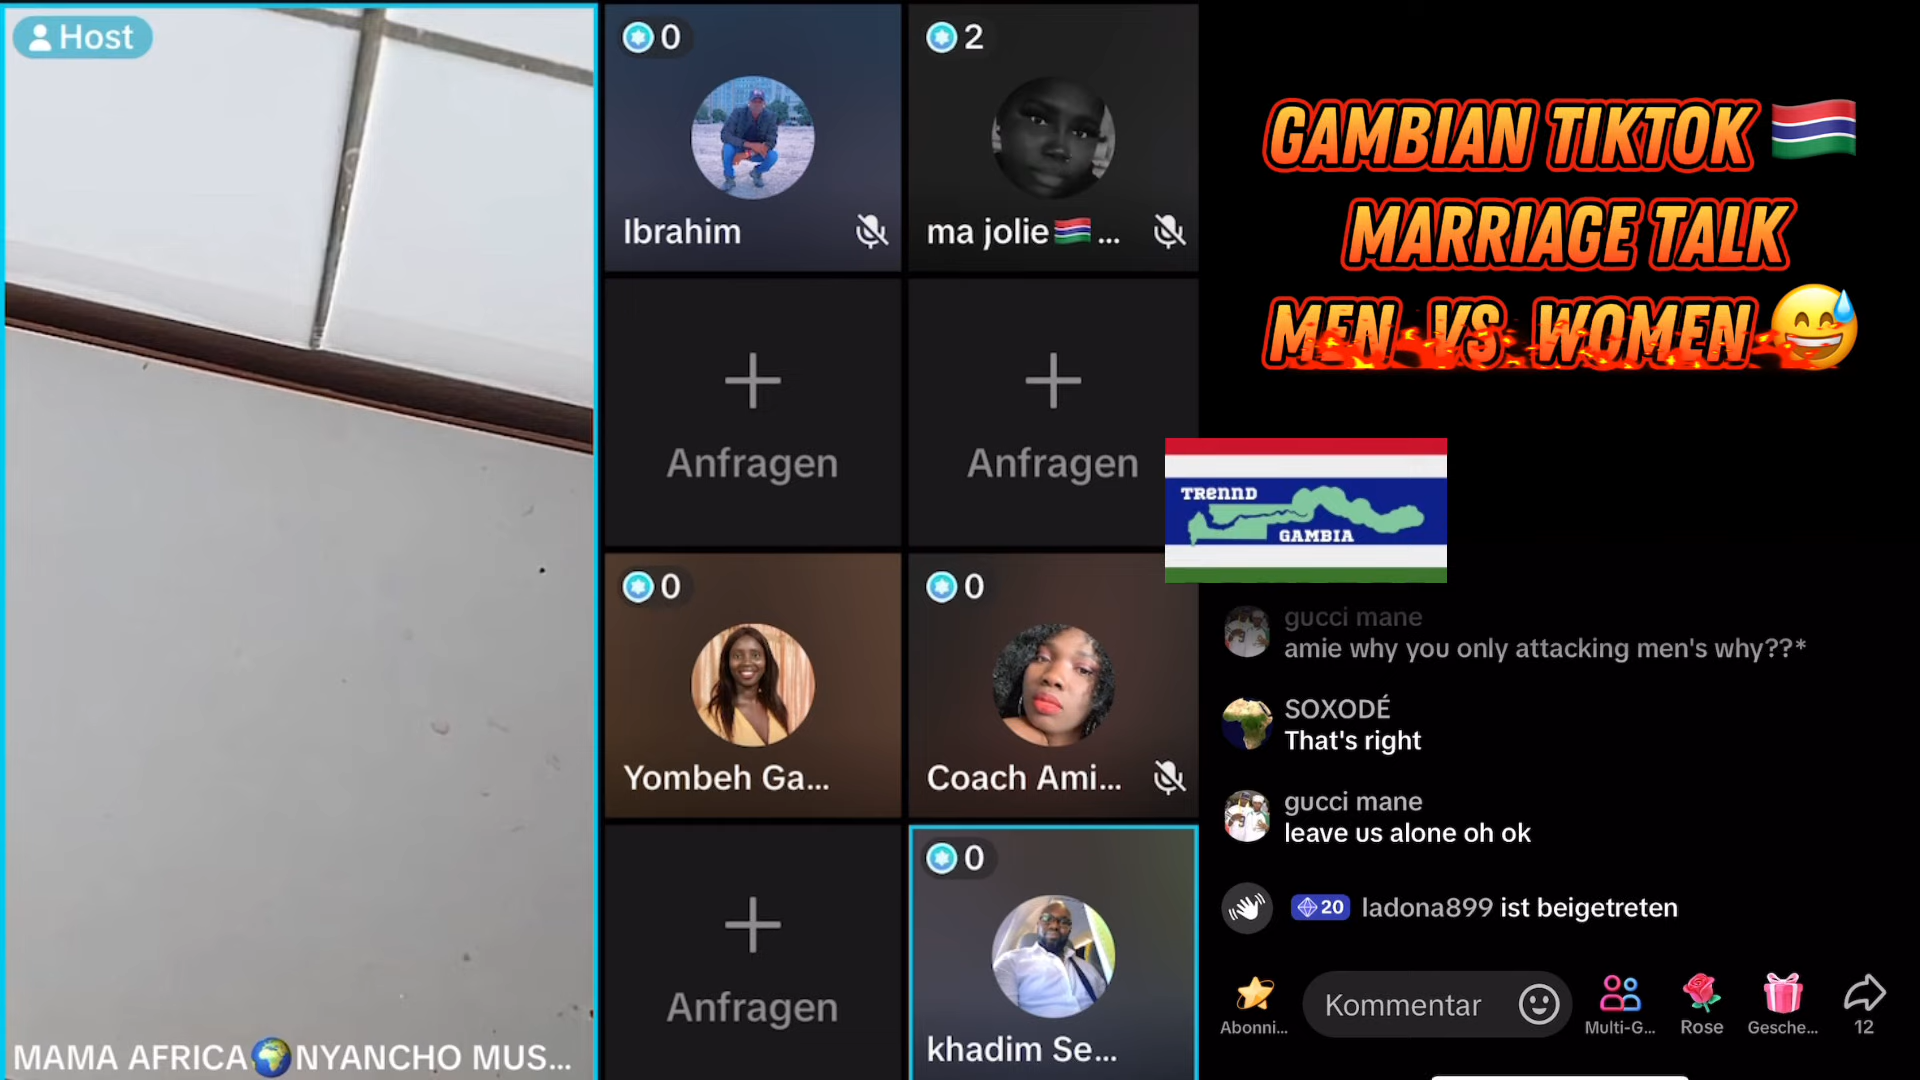 Host
0
2
Ibrahim
ma jolie🇬🇲...
Anfragen
Anfragen
0
0
Yombeh Ga...
Coach Ami...
0
Anfragen
khadim Se...
MAMA AFRICA🌍NYANCHO MUS...
GAMBIAN TIKTOK 🇬🇲
MARRIAGE TALK
MEN VS WOMEN 😅
TRENND
GAMBIA
gucci mane
amie why you only attacking men's why??*
SOXODÉ
That's right
gucci mane
leave us alone oh ok
20 ladona899 ist beigetreten
Abonni...
Kommentar
Multi-G...
Rose
Gesche...
12